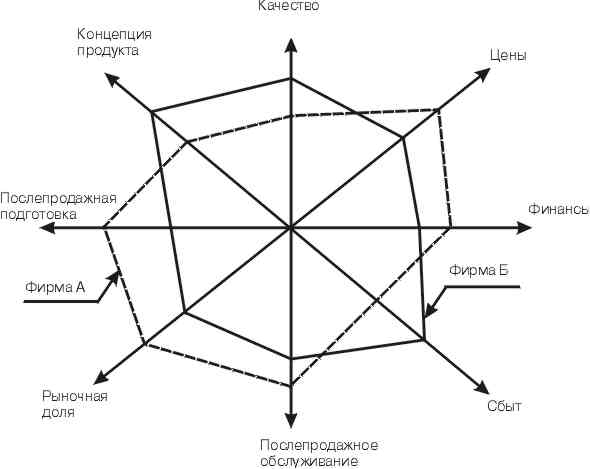 Качество
Концепция
продукта
Цены
Послепродажная
подготовка
Финансы
Фирма А
Фирма Б
Рыночная
доля
Сбыт
Послепродажное
обслуживание